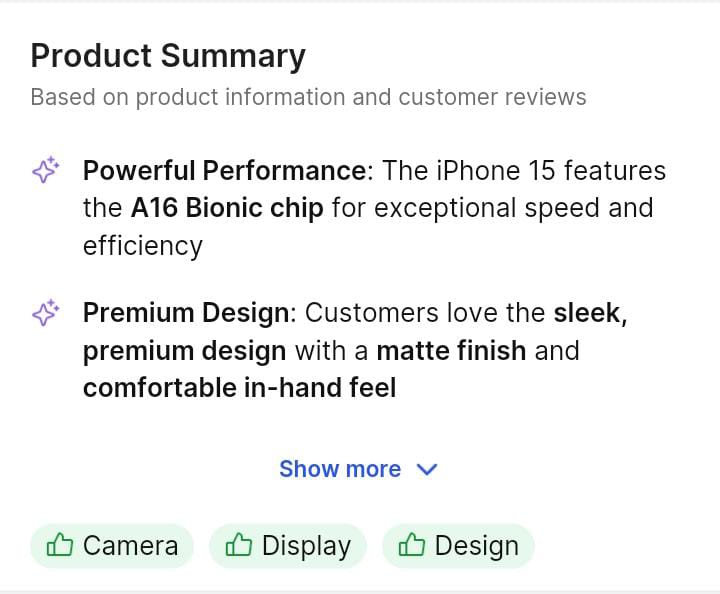 Product Summary
Based on product information and customer reviews
Powerful Performance: The iPhone 15 features
the A16 Bionic chip for exceptional speed and
efficiency
Premium Design: Customers love the sleek,
premium design with a matte finish and
comfortable in-hand feel
Show more
Camera Display Design